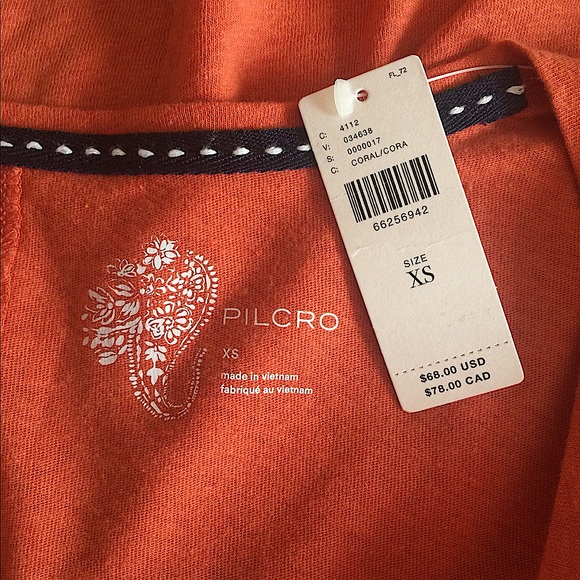 FL_72
C: 4112
V: 034638
S: 0000017
C: CORAL/CORA
66256942
SIZE
XS
$68.00 USD
$78.00 CAD
PILCRO
XS
made in vietnam
fabriqué au vietnam